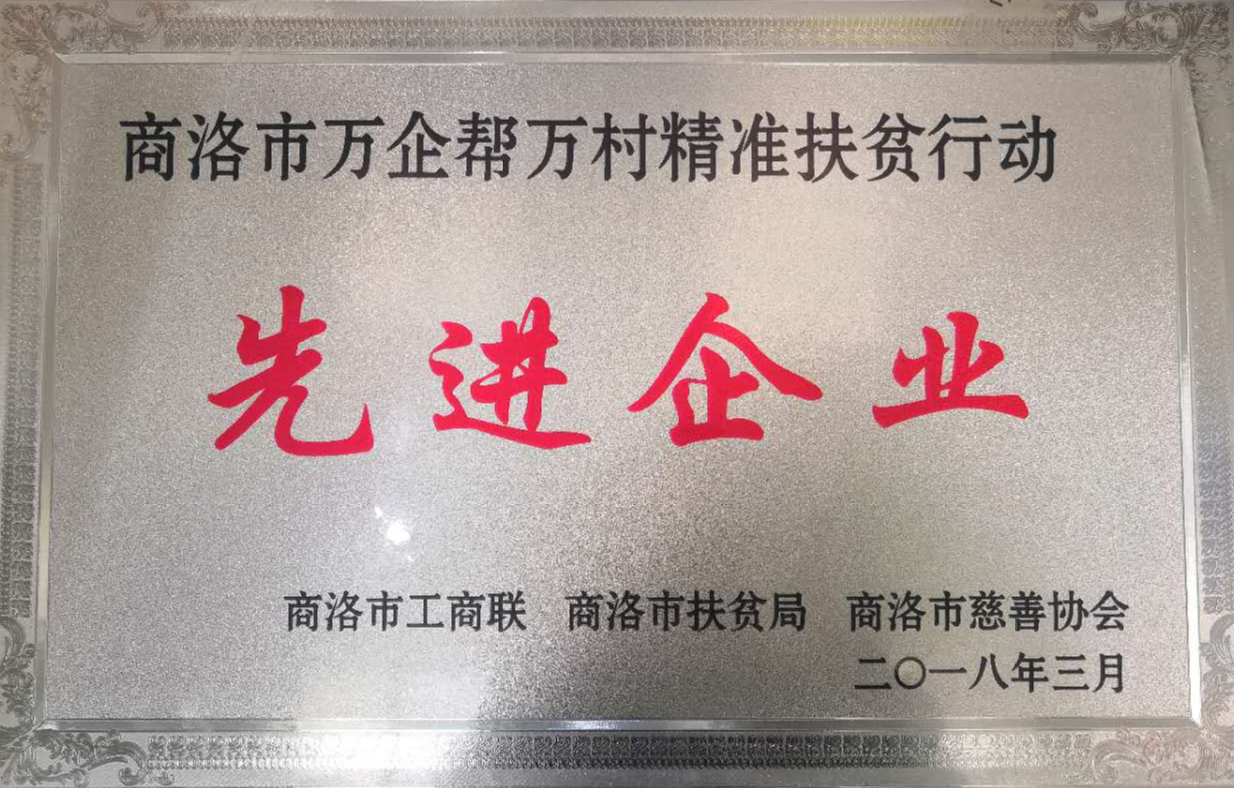 商洛市万企帮万村精准扶贫行动
先进企业
商洛市工商联 商洛市扶贫局 商洛市慈善协会
二〇一八年三月